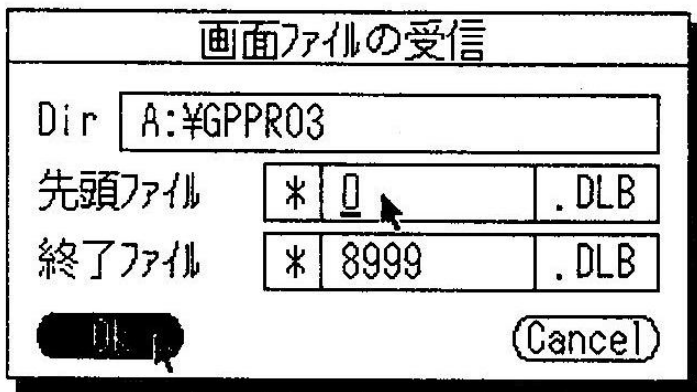 画面ファイルの受信
Dir A:¥GPPRO3
先頭ファイル * 0 .DLB
終了ファイル * 8999 .DLB
OK Cancel